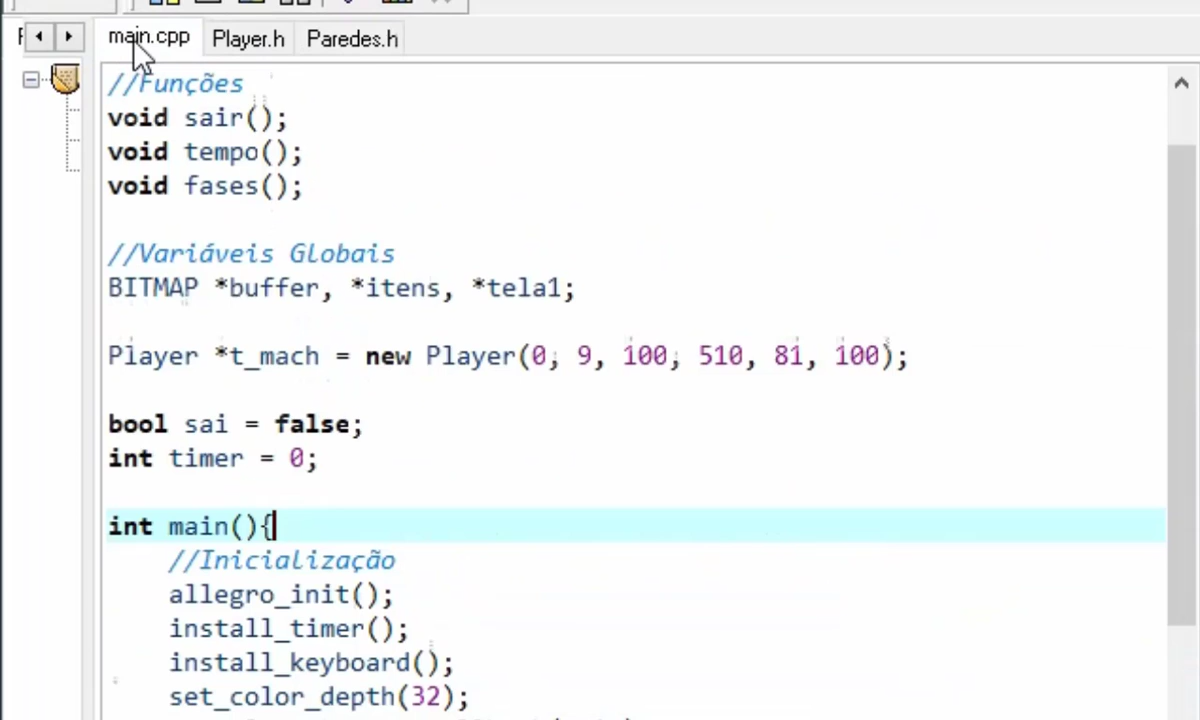 main.cpp Player.h Paredes.h
//Funções
void sair();
void tempo();
void fases();
//Variáveis Globais
BITMAP *buffer, *itens, *tela1;
Player *t_mach = new Player(0, 9, 100, 510, 81, 100);
bool sai = false;
int timer = 0;
int main(){
//Inicialização
allegro_init();
install_timer();
install_keyboard();
set_color_depth(32);